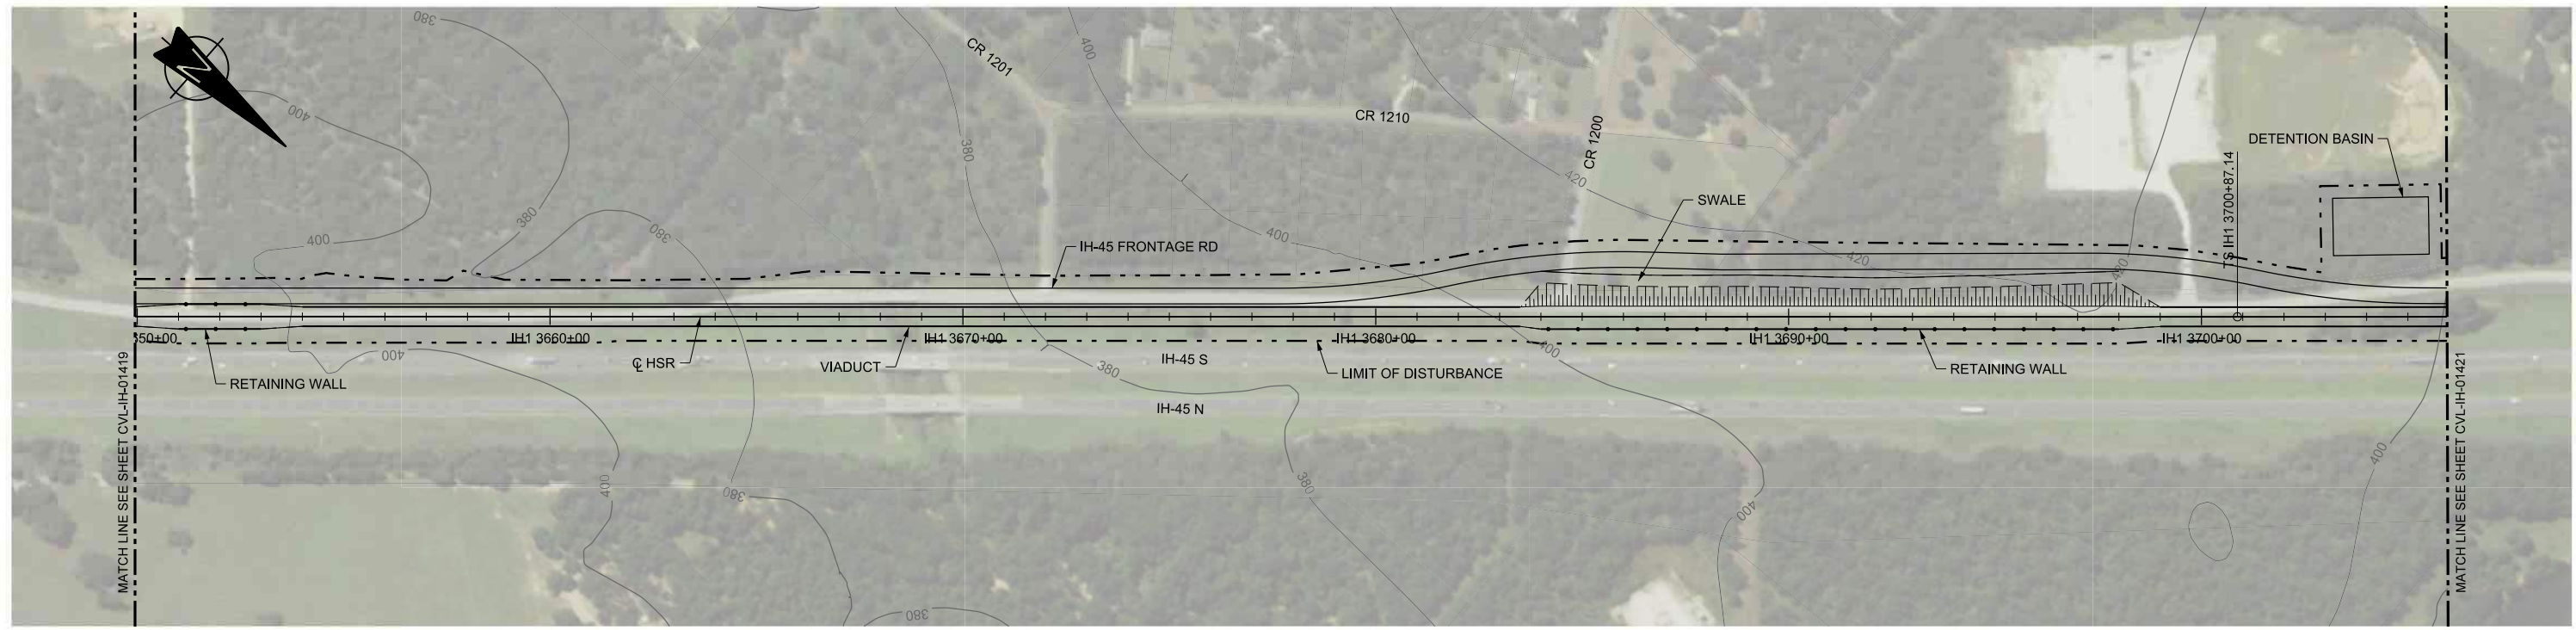 380
N
CR 1201
400
400
CR 1210
CR 1200
DETENTION BASIN
380
420
TS IH1 3700+87.14
SWALE
380
380
400
400
IH-45 FRONTAGE RD
420
420
50+00
IH1 3660+00
IH1 3670+00
IH1 3680+00
IH1 3690+00
IH1 3700+00
400
400
℄ HSR
VIADUCT
IH-45 S
380
LIMIT OF DISTURBANCE
RETAINING WALL
RETAINING WALL
IH-45 N
MATCH LINE SEE SHEET CVL-IH-01419
MATCH LINE SEE SHEET CVL-IH-01421
400
400
380
380
400
380